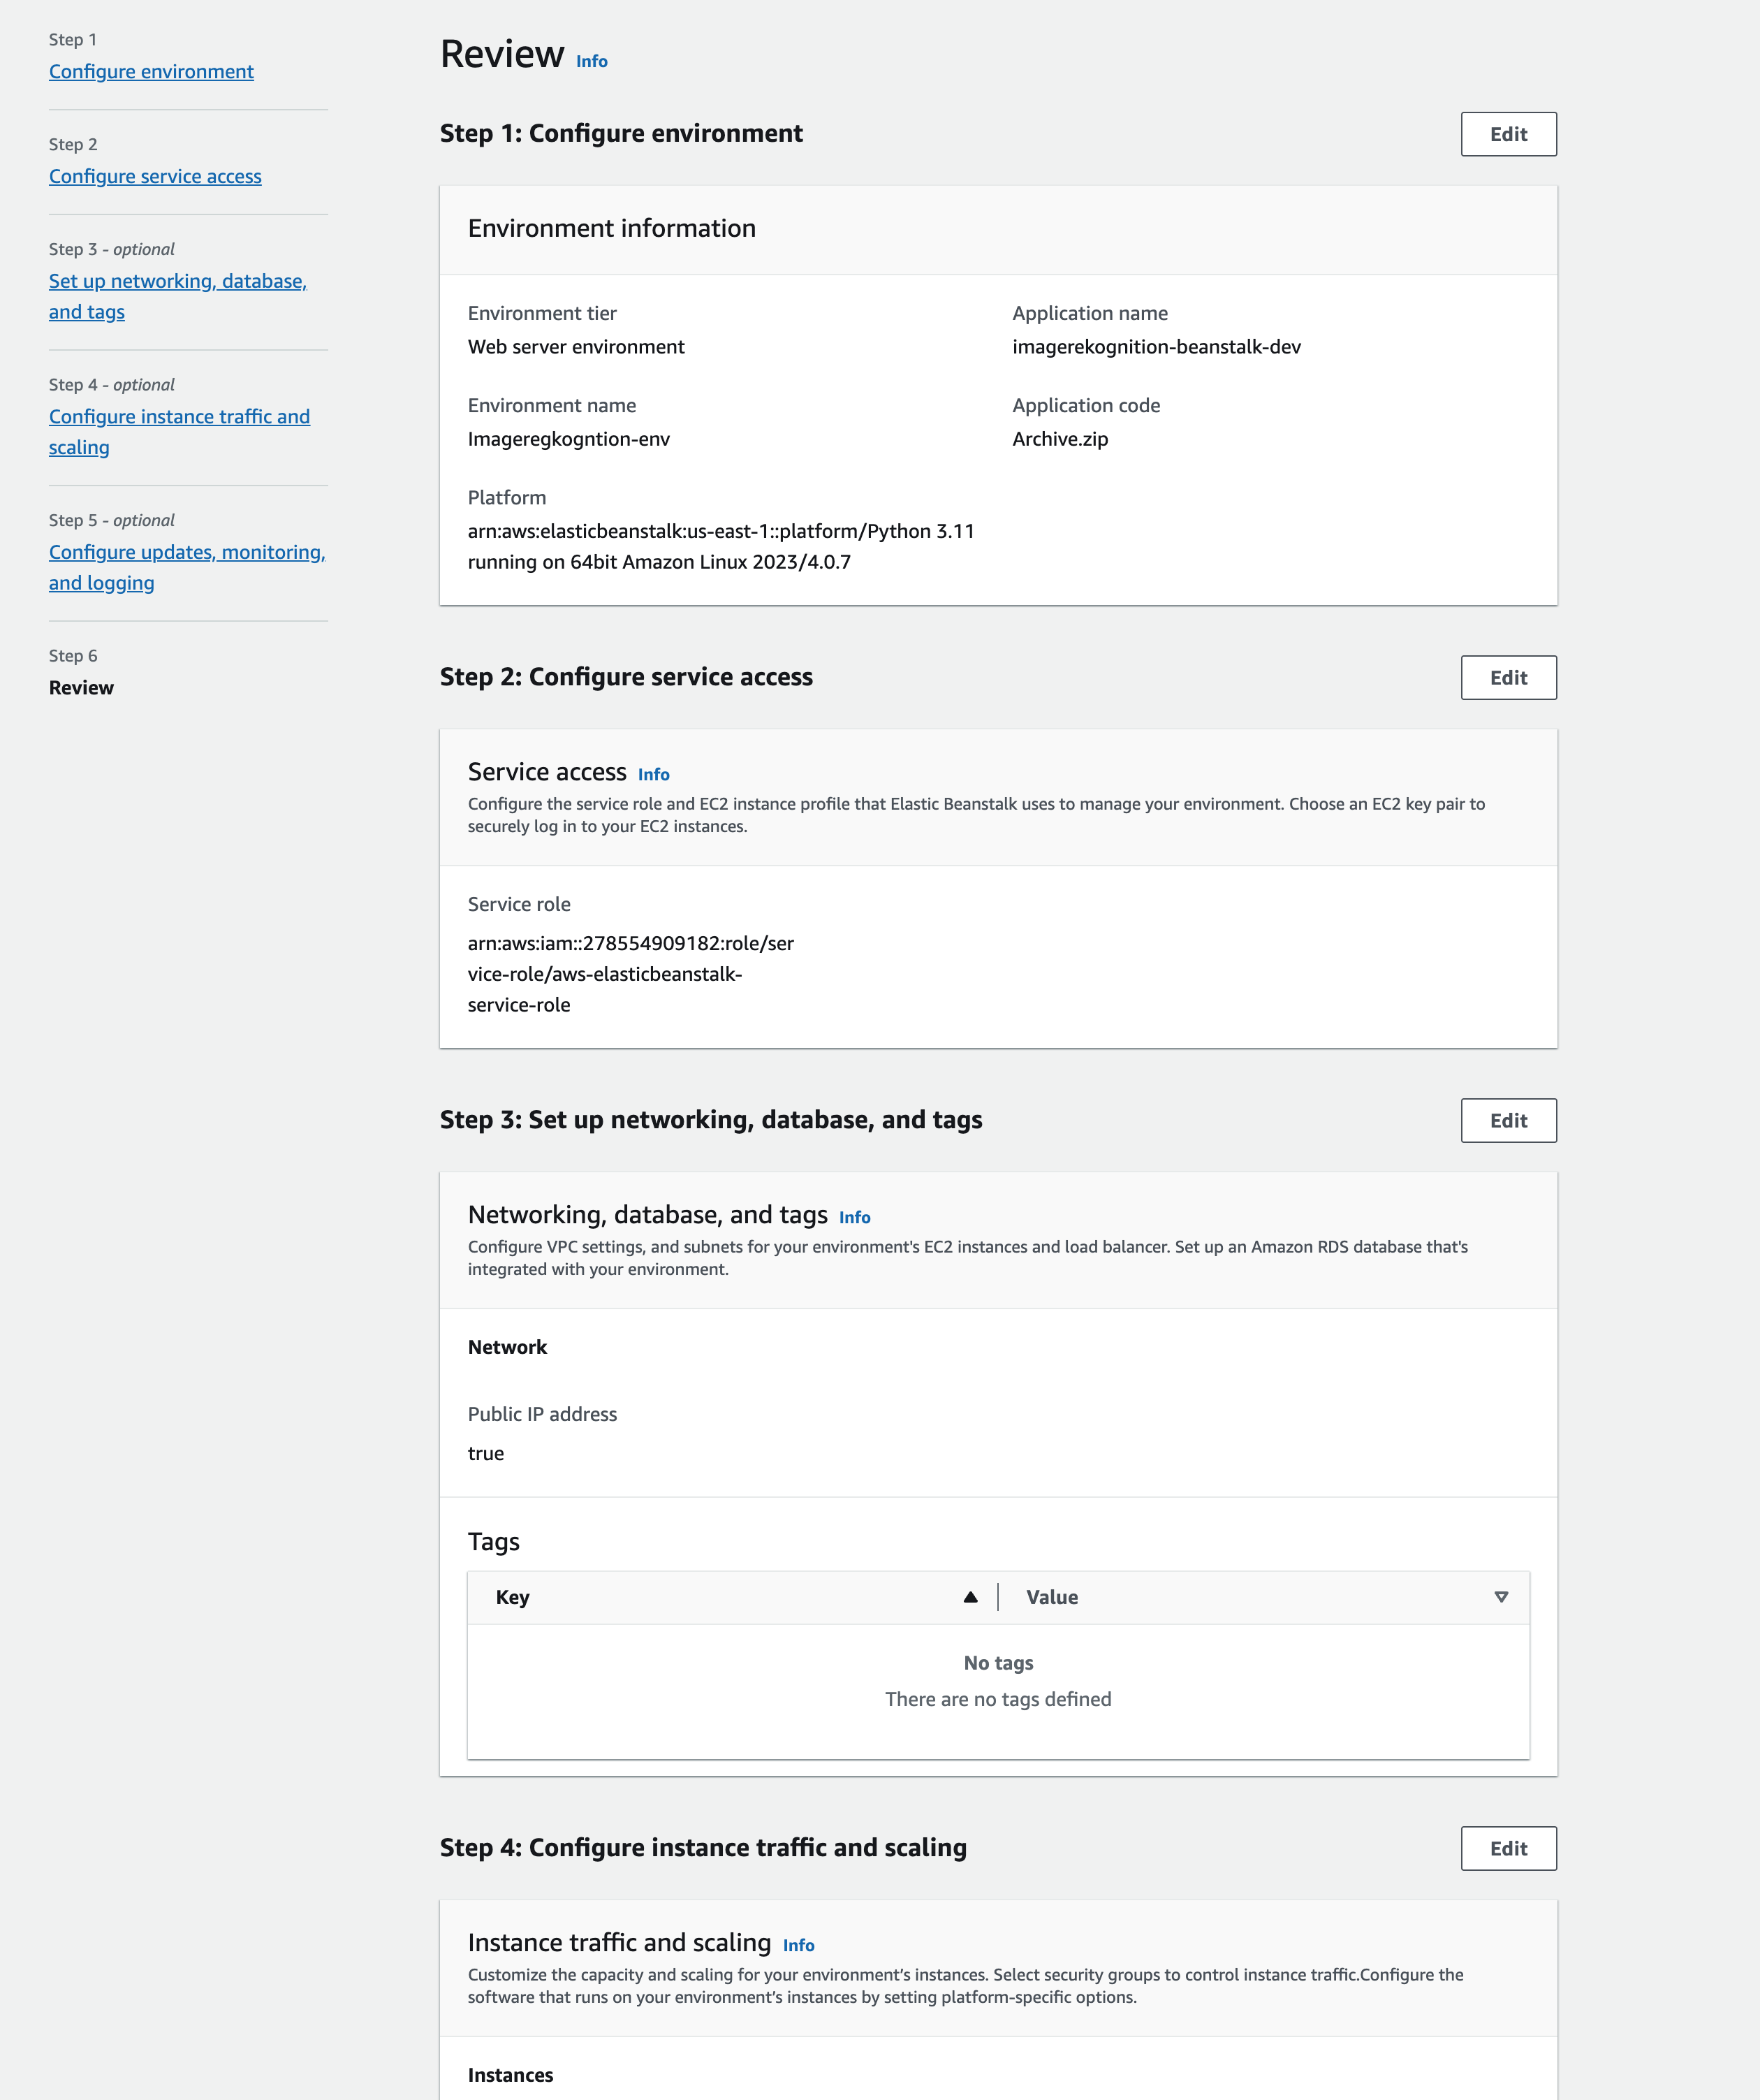 Step 1
Configure environment
Step 2
Configure service access
Step 3 - optional
Set up networking, database,
and tags
Step 4 - optional
Configure instance traffic and
scaling
Step 5 - optional
Configure updates, monitoring,
and logging
Step 6
Review
Review Info
Step 1: Configure environment
Edit
Environment information
Environment tier
Web server environment
Application name
imagerekognition-beanstalk-dev
Environment name
Imageregkogntion-env
Application code
Archive.zip
Platform
arn:aws:elasticbeanstalk:us-east-1::platform/Python 3.11
running on 64bit Amazon Linux 2023/4.0.7
Step 2: Configure service access
Edit
Service access Info
Configure the service role and EC2 instance profile that Elastic Beanstalk uses to manage your environment. Choose an EC2 key pair to
securely log in to your EC2 instances.
Service role
arn:aws:iam::278554909182:role/ser
vice-role/aws-elasticbeanstalk-
service-role
Step 3: Set up networking, database, and tags
Edit
Networking, database, and tags Info
Configure VPC settings, and subnets for your environment's EC2 instances and load balancer. Set up an Amazon RDS database that's
integrated with your environment.
Network
Public IP address
true
Tags
Key
Value
No tags
There are no tags defined
Step 4: Configure instance traffic and scaling
Edit
Instance traffic and scaling Info
Customize the capacity and scaling for your environment’s instances. Select security groups to control instance traffic.Configure the
software that runs on your environment’s instances by setting platform-specific options.
Instances